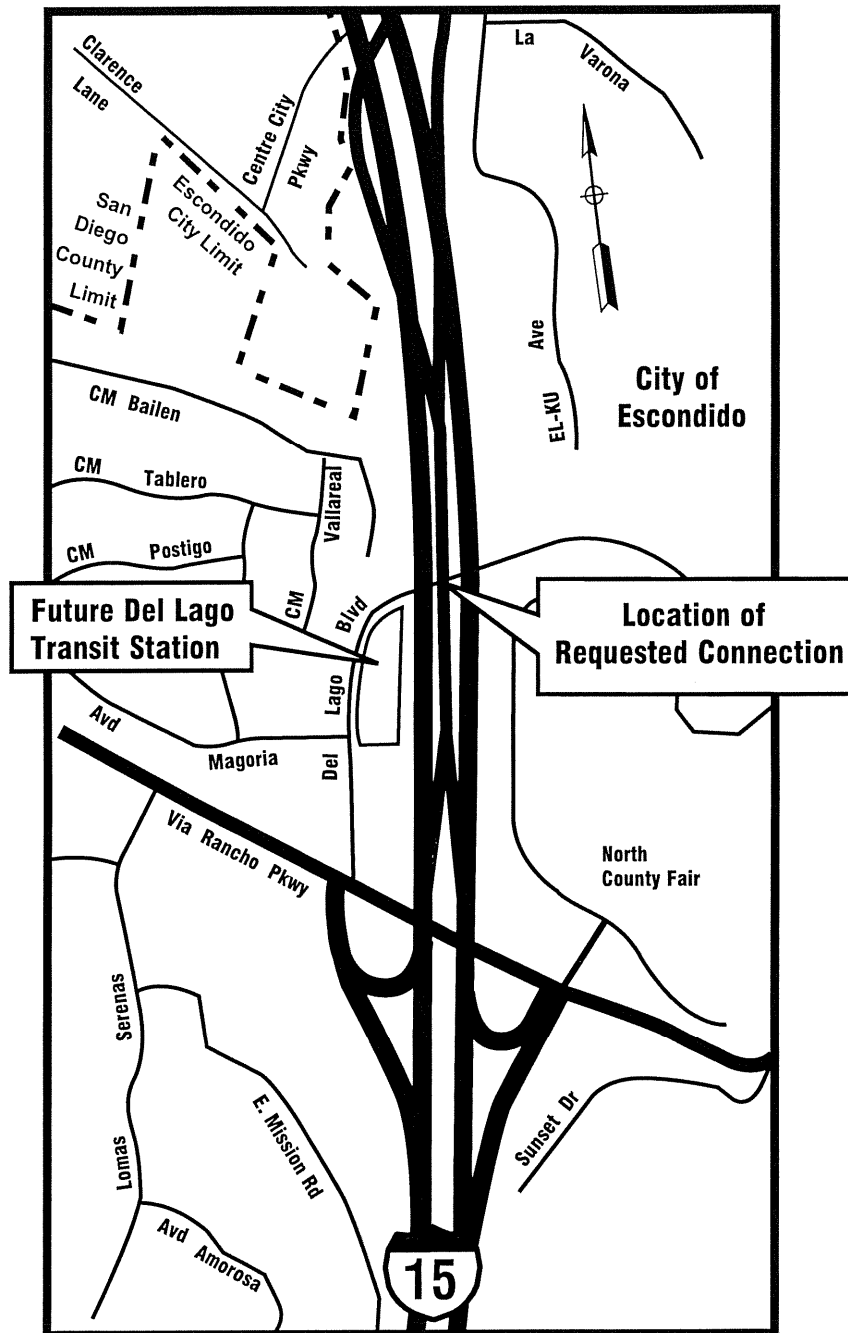 La
Varona
Clarence
Lane
Centre City
Pkwy
San
Diego
County
Limit
Escondido
City Limit
Ave
EL-KU
City of
Escondido
CM Bailen
CM Tablero
Vallareal
CM
CM Postigo
Future Del Lago
Transit Station
Blvd
Lago
Del
Location of
Requested Connection
Avd Magoria
Via Rancho Pkwy
North
County Fair
Serenas
Lomas
E. Mission Rd
Sunset Dr
Avd Amorosa
15